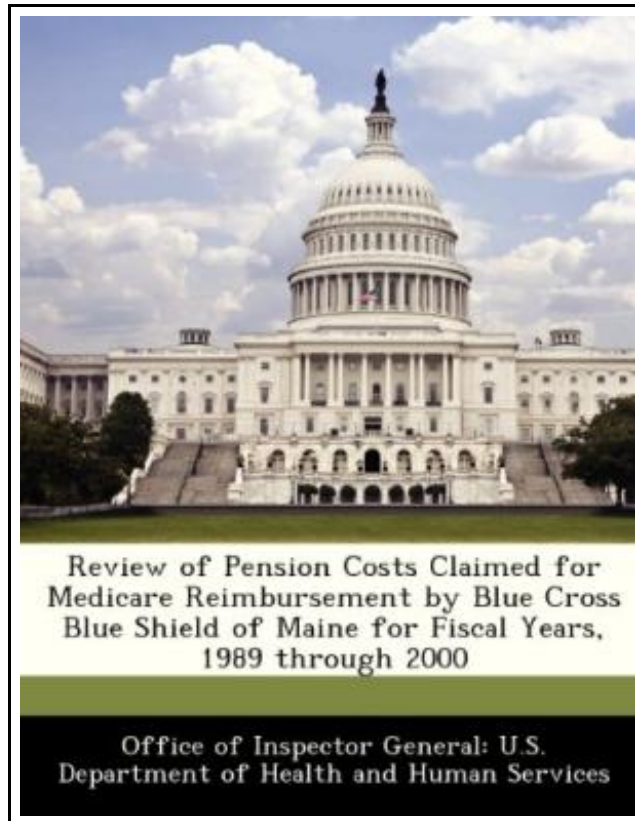 Review of Pension Costs Claimed for
Medicare Reimbursement by Blue Cross
Blue Shield of Maine for Fiscal Years,
1989 through 2000
Office of Inspector General: U.S.
Department of Health and Human Services